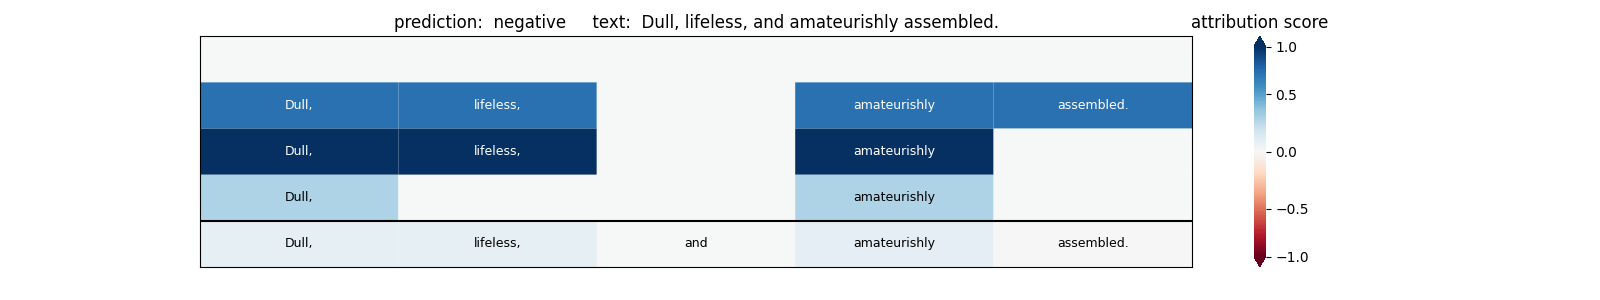 prediction:  negative     text:  Dull, lifeless, and amateurishly assembled.
attribution score
Dull, lifeless, amateurishly assembled.
Dull, lifeless, amateurishly
Dull, amateurishly
Dull, lifeless, and amateurishly assembled.
1.0
0.5
0.0
−0.5
−1.0